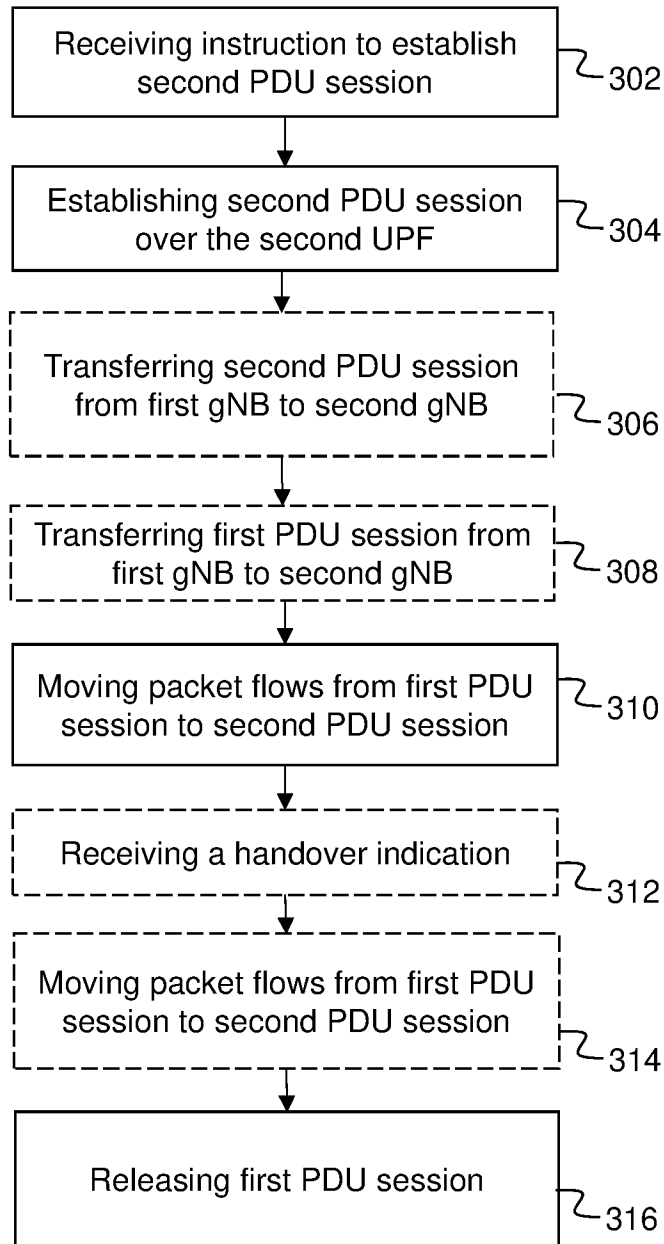 Receiving instruction to establish
second PDU session
302
Establishing second PDU session
over the second UPF
304
Transferring second PDU session
from first gNB to second gNB
306
Transferring first PDU session from
first gNB to second gNB
308
Moving packet flows from first PDU
session to second PDU session
310
Receiving a handover indication
312
Moving packet flows from first PDU
session to second PDU session
314
Releasing first PDU session
316